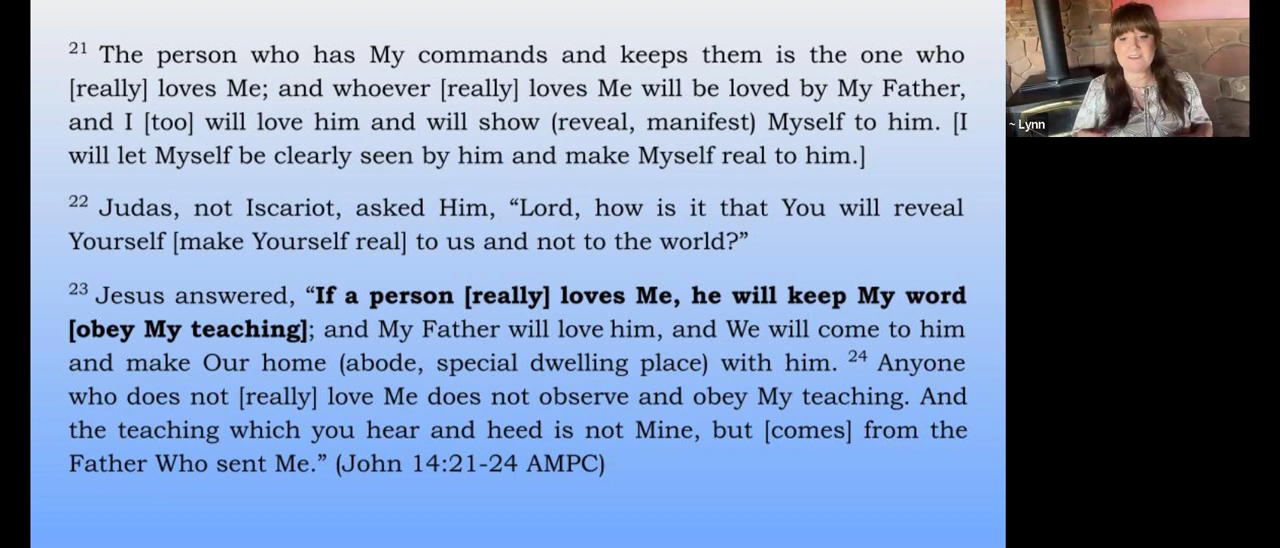 21 The person who has My commands and keeps them is the one who
[really] loves Me; and whoever [really] loves Me will be loved by My Father,
and I [too] will love him and will show (reveal, manifest) Myself to him. [I
will let Myself be clearly seen by him and make Myself real to him.]
22 Judas, not Iscariot, asked Him, “Lord, how is it that You will reveal
Yourself [make Yourself real] to us and not to the world?”
23 Jesus answered, “If a person [really] loves Me, he will keep My word
[obey My teaching]; and My Father will love him, and We will come to him
and make Our home (abode, special dwelling place) with him. 24 Anyone
who does not [really] love Me does not observe and obey My teaching. And
the teaching which you hear and heed is not Mine, but [comes] from the
Father Who sent Me.” (John 14:21-24 AMPC)
~ Lynn